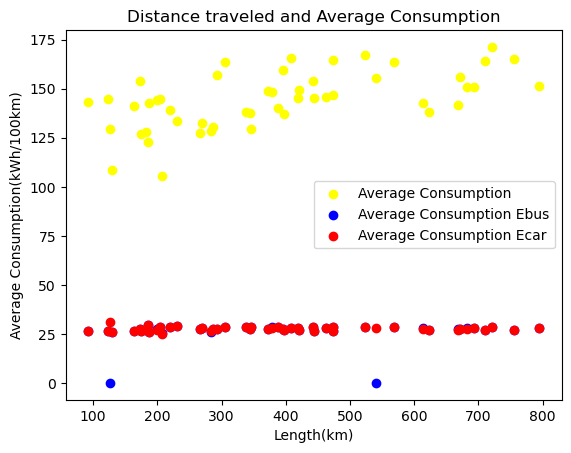 Distance traveled and Average Consumption
Average Consumption(kWh/100km)
175
150
125
100
75
50
25
0
Average Consumption
Average Consumption Ebus
Average Consumption Ecar
100 200 300 400 500 600 700 800
Length(km)